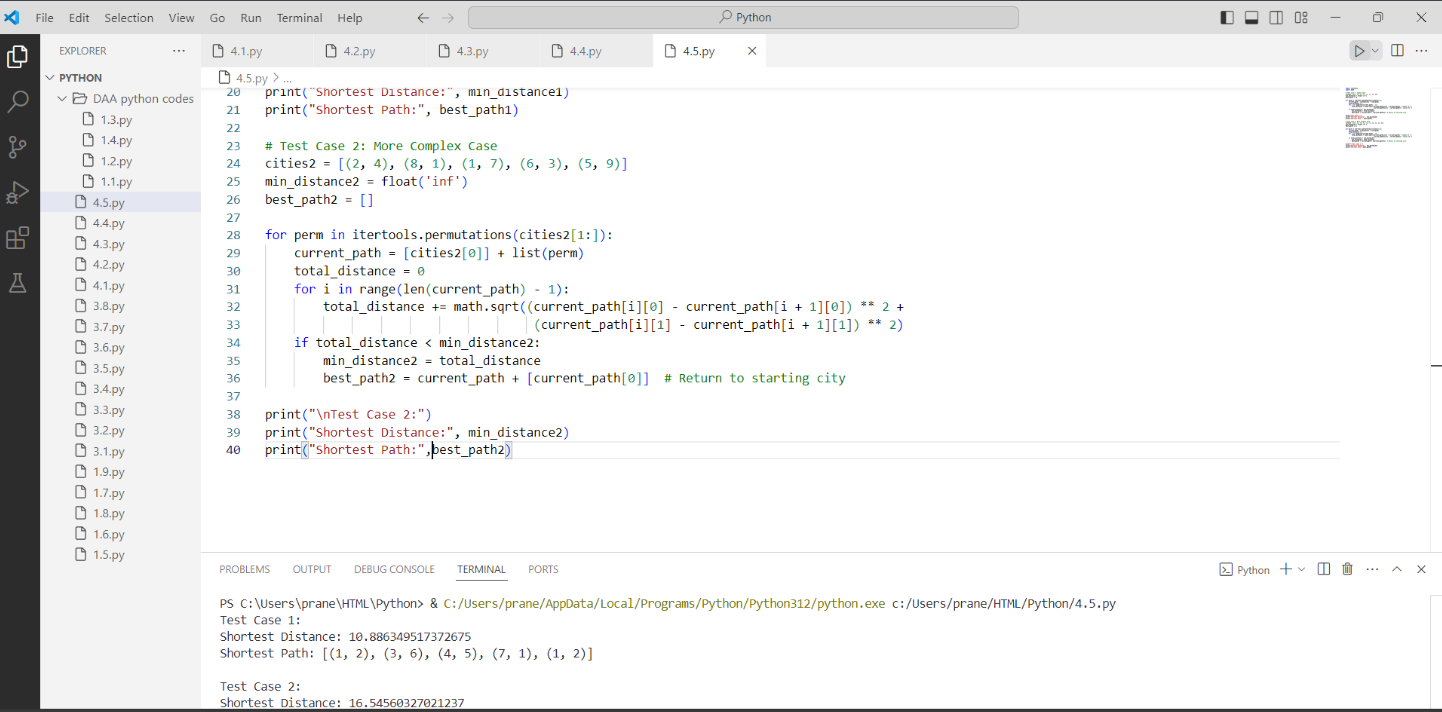 File Edit Selection View Go Run Terminal Help
Python
EXPLORER
4.1.py 4.2.py 4.3.py 4.4.py 4.5.py
PYTHON
DAA python codes
1.3.py
1.4.py
1.2.py
1.1.py
4.5.py
4.4.py
4.3.py
4.2.py
4.1.py
3.8.py
3.7.py
3.6.py
3.5.py
3.4.py
3.3.py
3.2.py
3.1.py
1.9.py
1.7.py
1.8.py
1.6.py
1.5.py
4.5.py > ...
20 print("Shortest Distance:", min_distance1)
21 print("Shortest Path:", best_path1)
22
23 # Test Case 2: More Complex Case
24 cities2 = [(2, 4), (8, 1), (1, 7), (6, 3), (5, 9)]
25 min_distance2 = float('inf')
26 best_path2 = []
27
28 for perm in itertools.permutations(cities2[1:]):
29 current_path = [cities2[0]] + list(perm)
30 total_distance = 0
31 for i in range(len(current_path) - 1):
32 total_distance += math.sqrt((current_path[i][0] - current_path[i + 1][0]) ** 2 +
33 (current_path[i][1] - current_path[i + 1][1]) ** 2)
34 if total_distance < min_distance2:
35 min_distance2 = total_distance
36 best_path2 = current_path + [current_path[0]]  # Return to starting city
37
38 print("\nTest Case 2:")
39 print("Shortest Distance:", min_distance2)
40 print("Shortest Path:",best_path2)
PROBLEMS OUTPUT DEBUG CONSOLE TERMINAL PORTS
Python
PS C:\Users\prane\HTML\Python> & C:/Users/prane/AppData/Local/Programs/Python/Python312/python.exe c:/Users/prane/HTML/Python/4.5.py
Test Case 1:
Shortest Distance: 10.886349517372675
Shortest Path: [(1, 2), (3, 6), (4, 5), (7, 1), (1, 2)]
Test Case 2:
Shortest Distance: 16.54560327021237